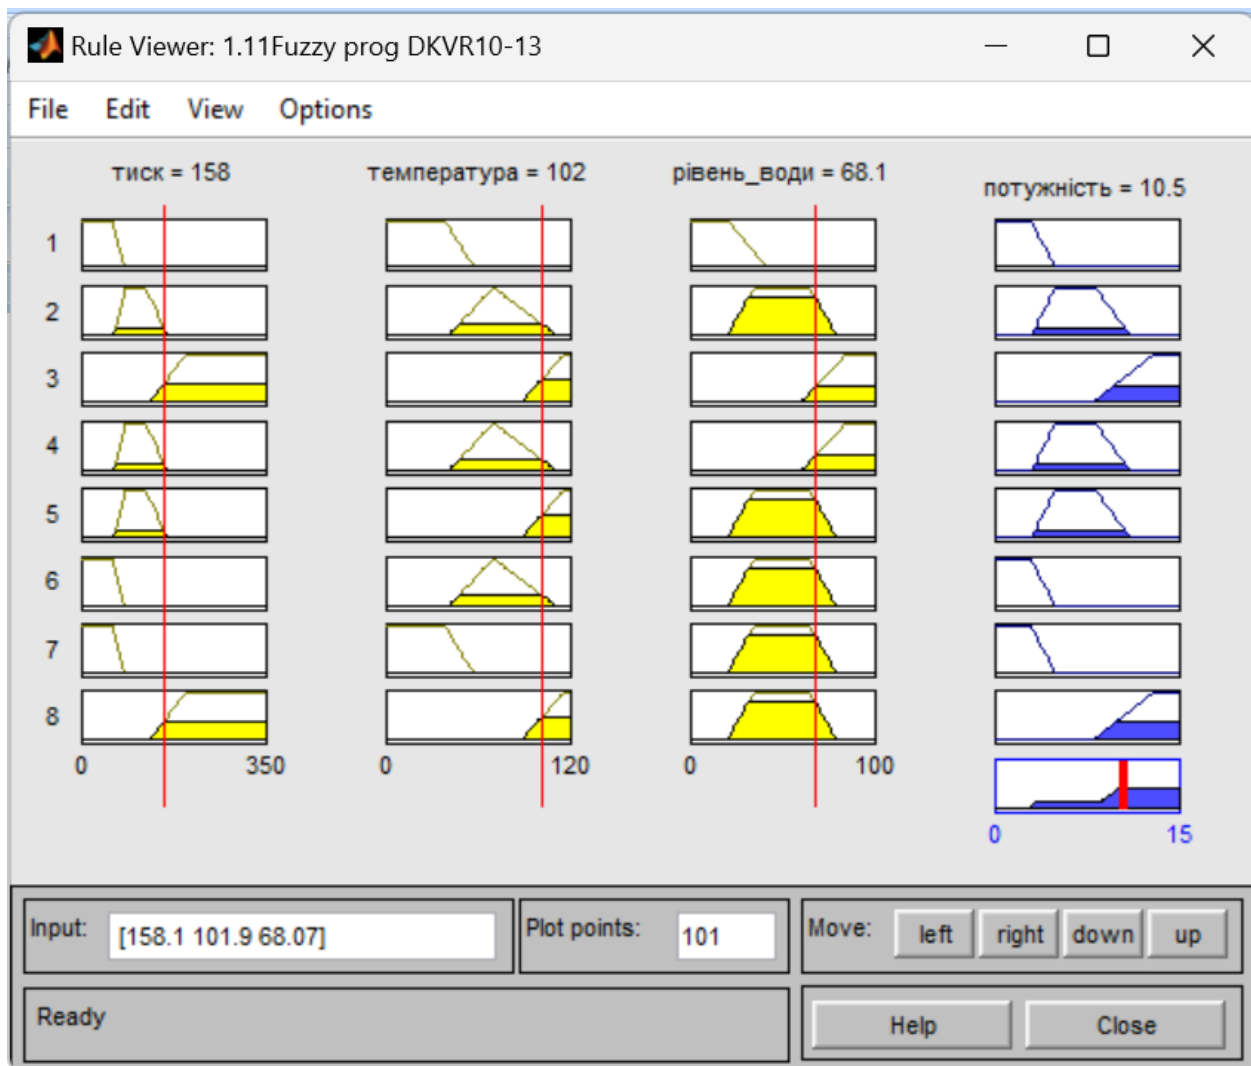 Rule Viewer: 1.11Fuzzy prog DKVR10-13
File Edit View Options
тиск = 158 температура = 102 рівень_води = 68.1 потужність = 10.5
1
2
3
4
5
6
7
8
0 350 0 120 0 100
0 15
Input: [158.1 101.9 68.07] Plot points: 101 Move: left right down up
Ready Help Close